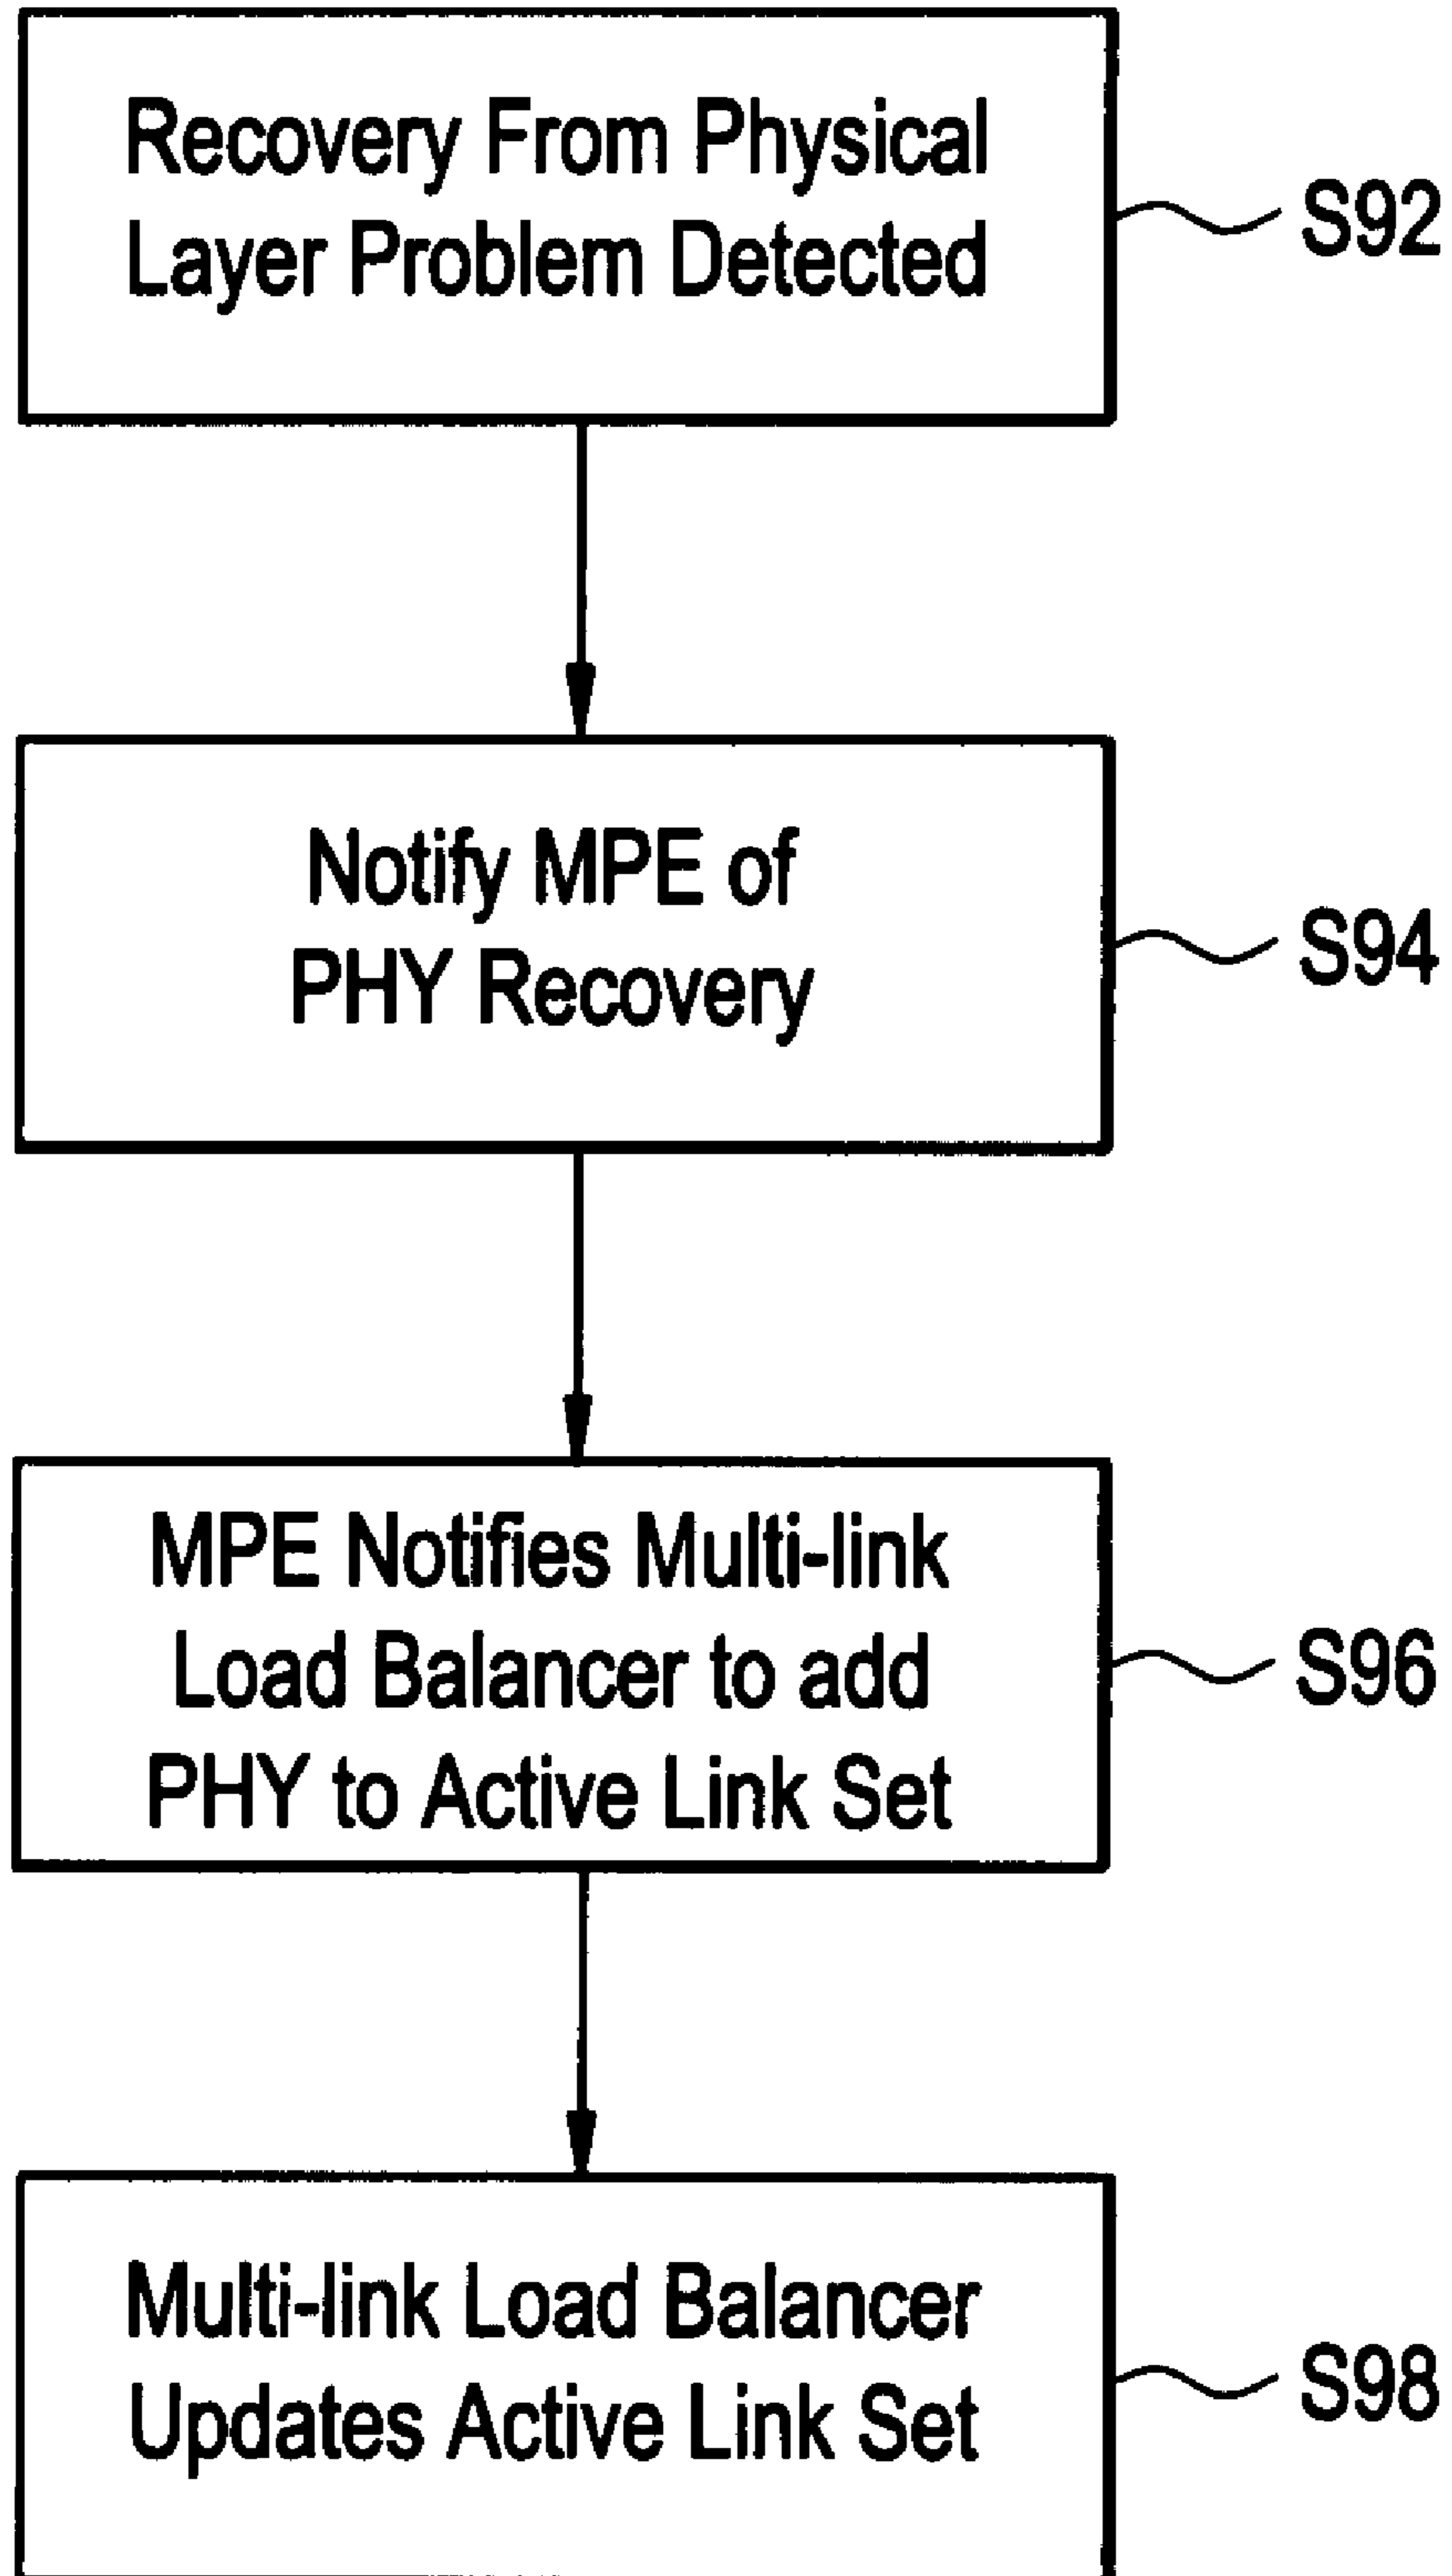 Recovery From Physical
Layer Problem Detected
S92
Notify MPE of
PHY Recovery
S94
MPE Notifies Multi-link
Load Balancer to add
PHY to Active Link Set
S96
Multi-link Load Balancer
Updates Active Link Set
S98